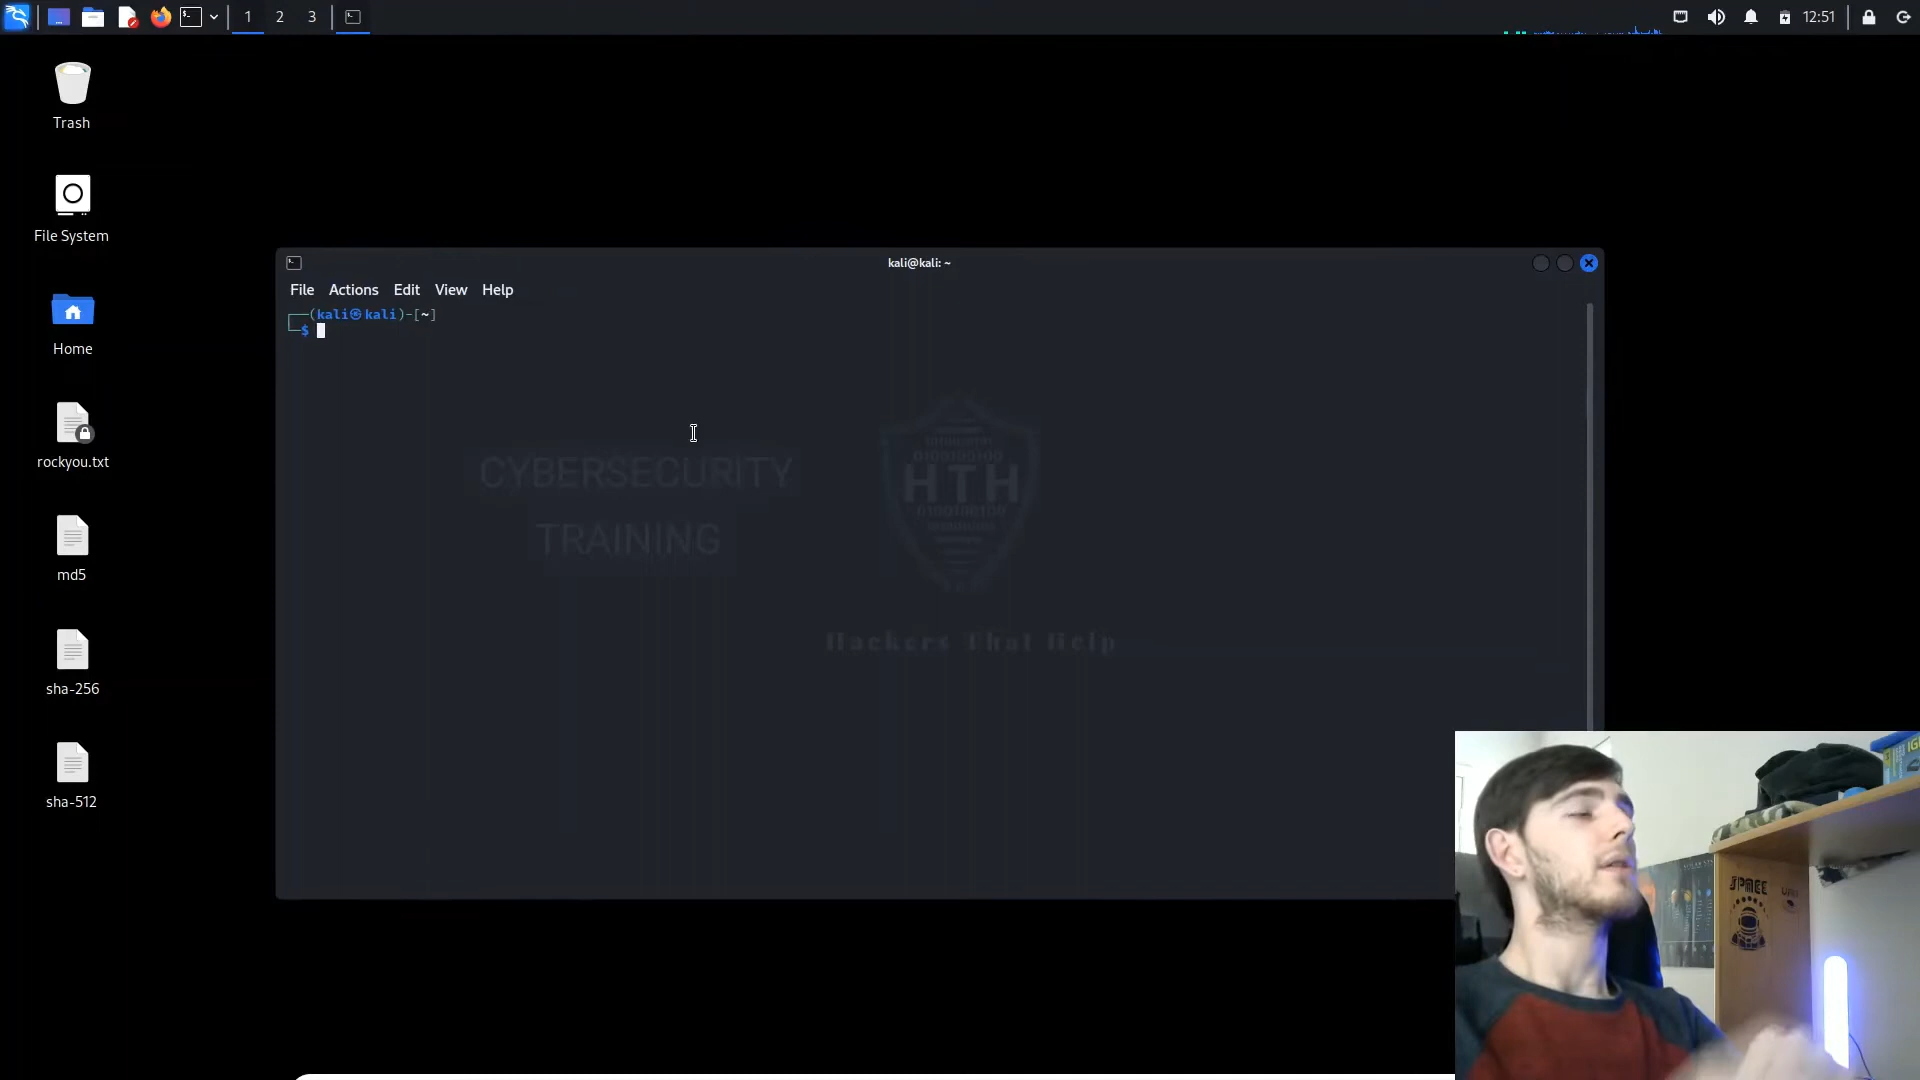 1 2 3
12:51
Trash
File System
Home
rockyou.txt
md5
sha-256
sha-512
kali@kali: ~
File Actions Edit View Help
┌──(kali㉿kali)-[~]
└─$
CYBERSECURITY
TRAINING
HTH
Hackers That Help
SPACE